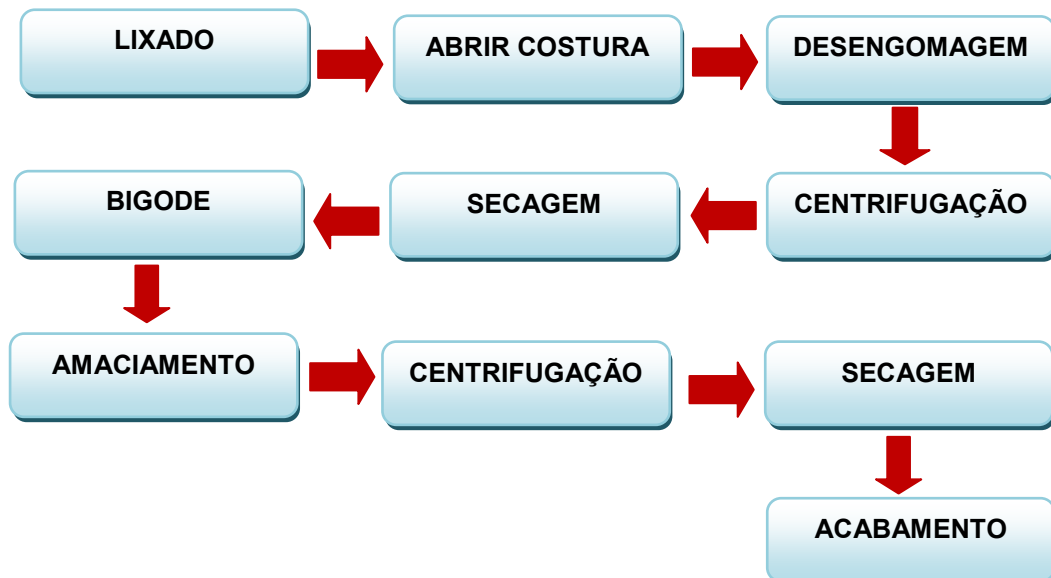 LIXADO
ABRIR COSTURA
DESENGOMAGEM
CENTRIFUGAÇÃO
SECAGEM
BIGODE
AMACIAMENTO
CENTRIFUGAÇÃO
SECAGEM
ACABAMENTO